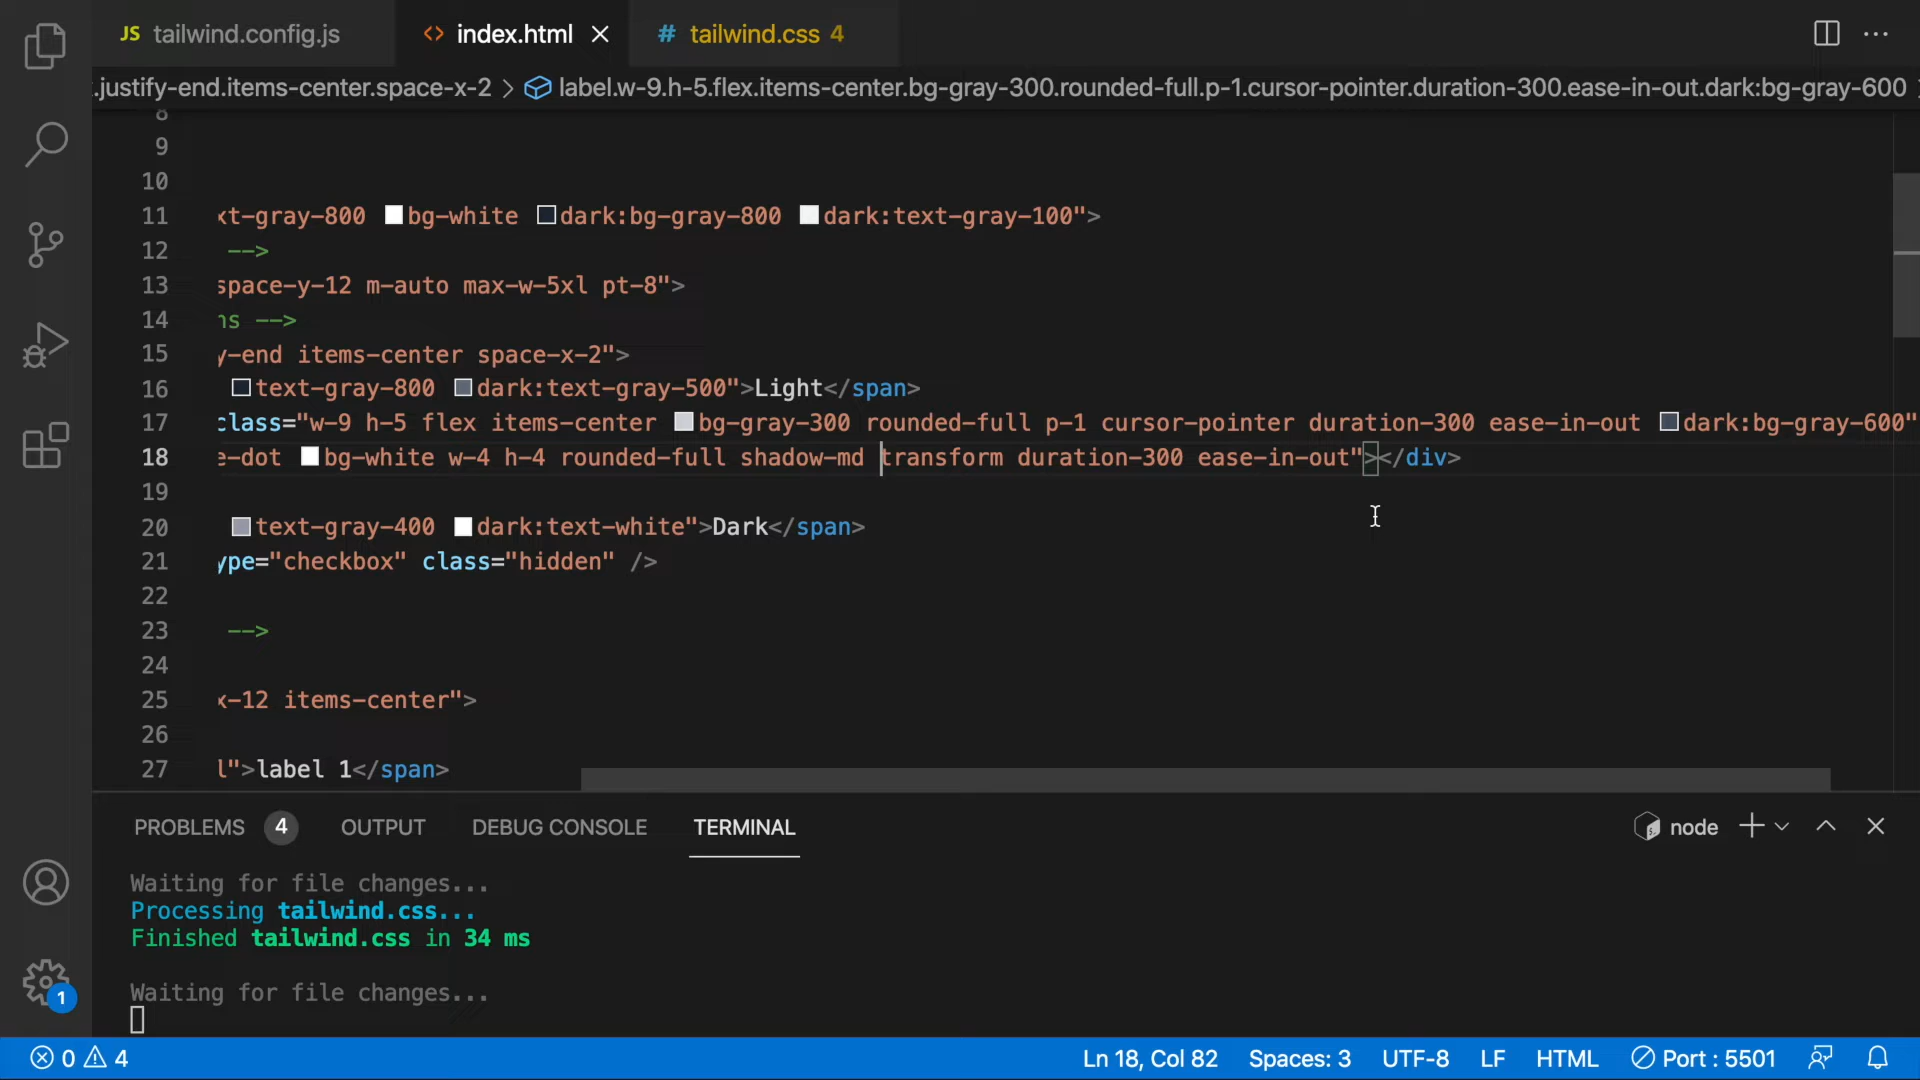 JS tailwind.config.js
<> index.html
# tailwind.css 4
.justify-end.items-center.space-x-2 > label.w-9.h-5.flex.items-center.bg-gray-300.rounded-full.p-1.cursor-pointer.duration-300.ease-in-out.dark:bg-gray-600
8
9
10
11 xt-gray-800 bg-white dark:bg-gray-800 dark:text-gray-100">
12 -->
13 space-y-12 m-auto max-w-5xl pt-8">
14 ns -->
15 y-end items-center space-x-2">
16 text-gray-800 dark:text-gray-500">Light</span>
17 class="w-9 h-5 flex items-center bg-gray-300 rounded-full p-1 cursor-pointer duration-300 ease-in-out dark:bg-gray-600"
18 e-dot bg-white w-4 h-4 rounded-full shadow-md transform duration-300 ease-in-out"></div>
19
20 text-gray-400 dark:text-white">Dark</span>
21 ype="checkbox" class="hidden" />
22
23 -->
24
25 x-12 items-center">
26
27 l">label 1</span>
PROBLEMS 4 OUTPUT DEBUG CONSOLE TERMINAL node
Waiting for file changes...
Processing tailwind.css...
Finished tailwind.css in 34 ms
Waiting for file changes...
1
0 4 Ln 18, Col 82 Spaces: 3 UTF-8 LF HTML Port : 5501